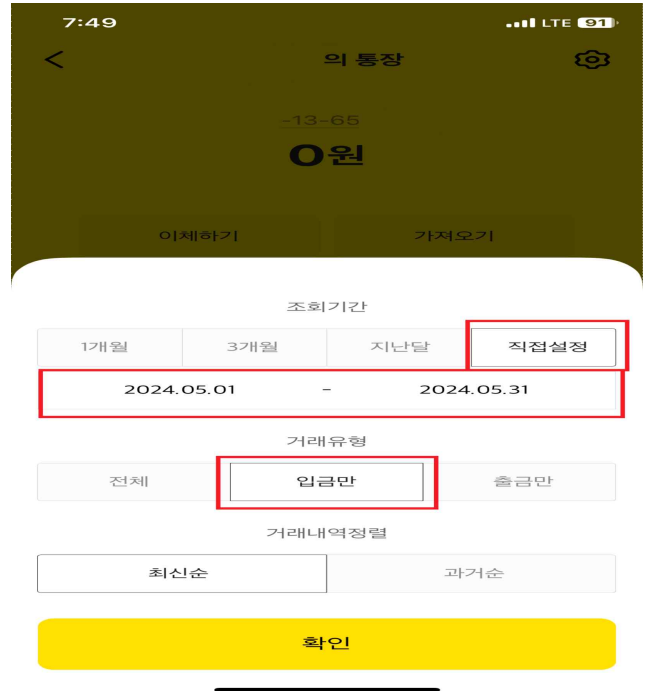 7:49 LTE 91
의 통장
-13-65
0원
이체하기 가져오기
조회기간
1개월 3개월 지난달 직접설정
2024.05.01 - 2024.05.31
거래유형
전체 입금만 출금만
거래내역정렬
최신순 과거순
확인